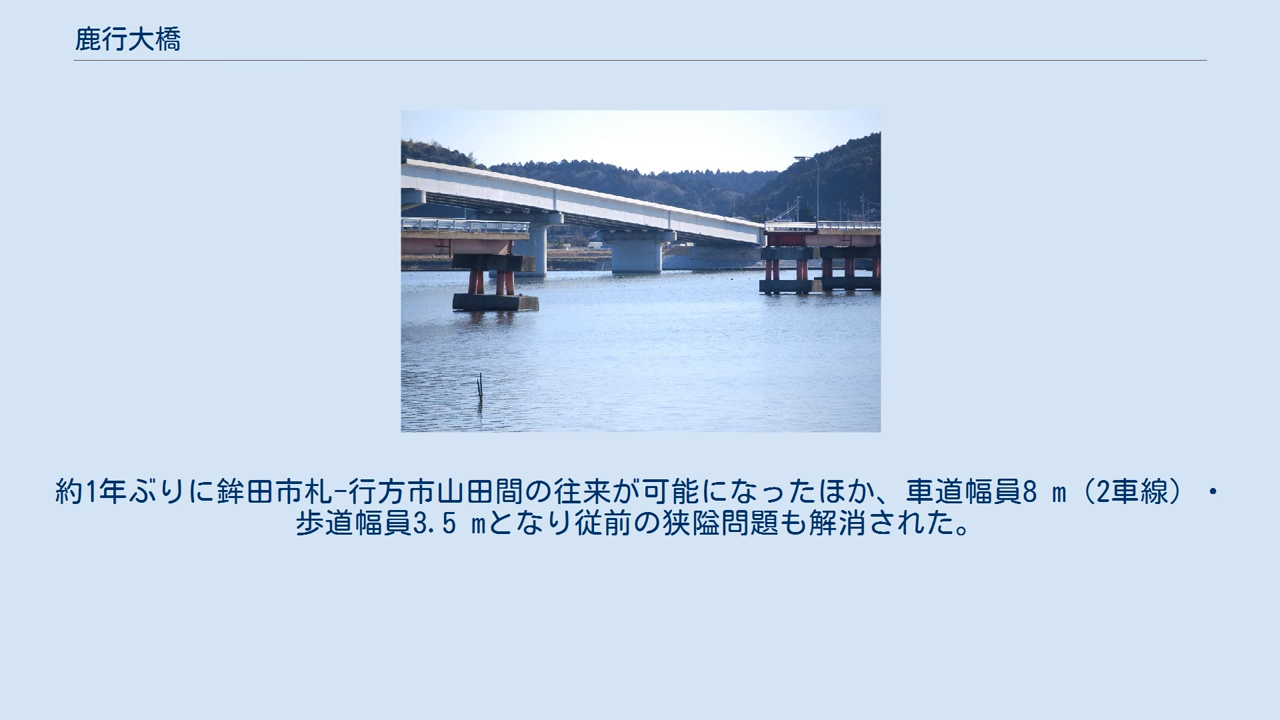 鹿行大橋
約1年ぶりに鉾田市札-行方市山田間の往来が可能になったほか、車道幅員8 m（2車線）・
歩道幅員3.5 mとなり従前の狭隘問題も解消された。